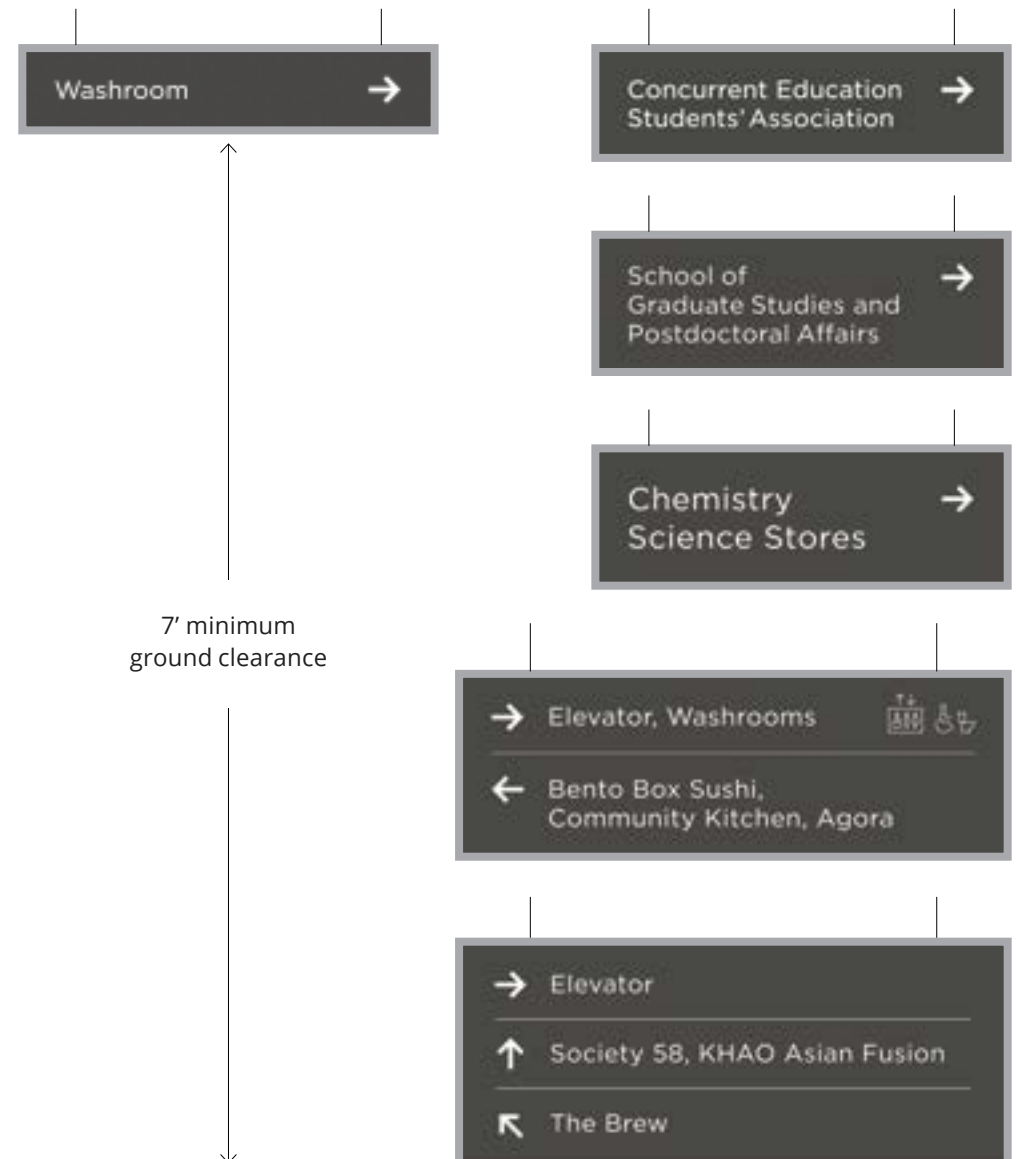 Washroom
Concurrent Education
Students' Association
School of
Graduate Studies and
Postdoctoral Affairs
Chemistry
Science Stores
7’ minimum
ground clearance
Elevator, Washrooms
Bento Box Sushi,
Community Kitchen, Agora
Elevator
Society 58, KHAO Asian Fusion
The Brew